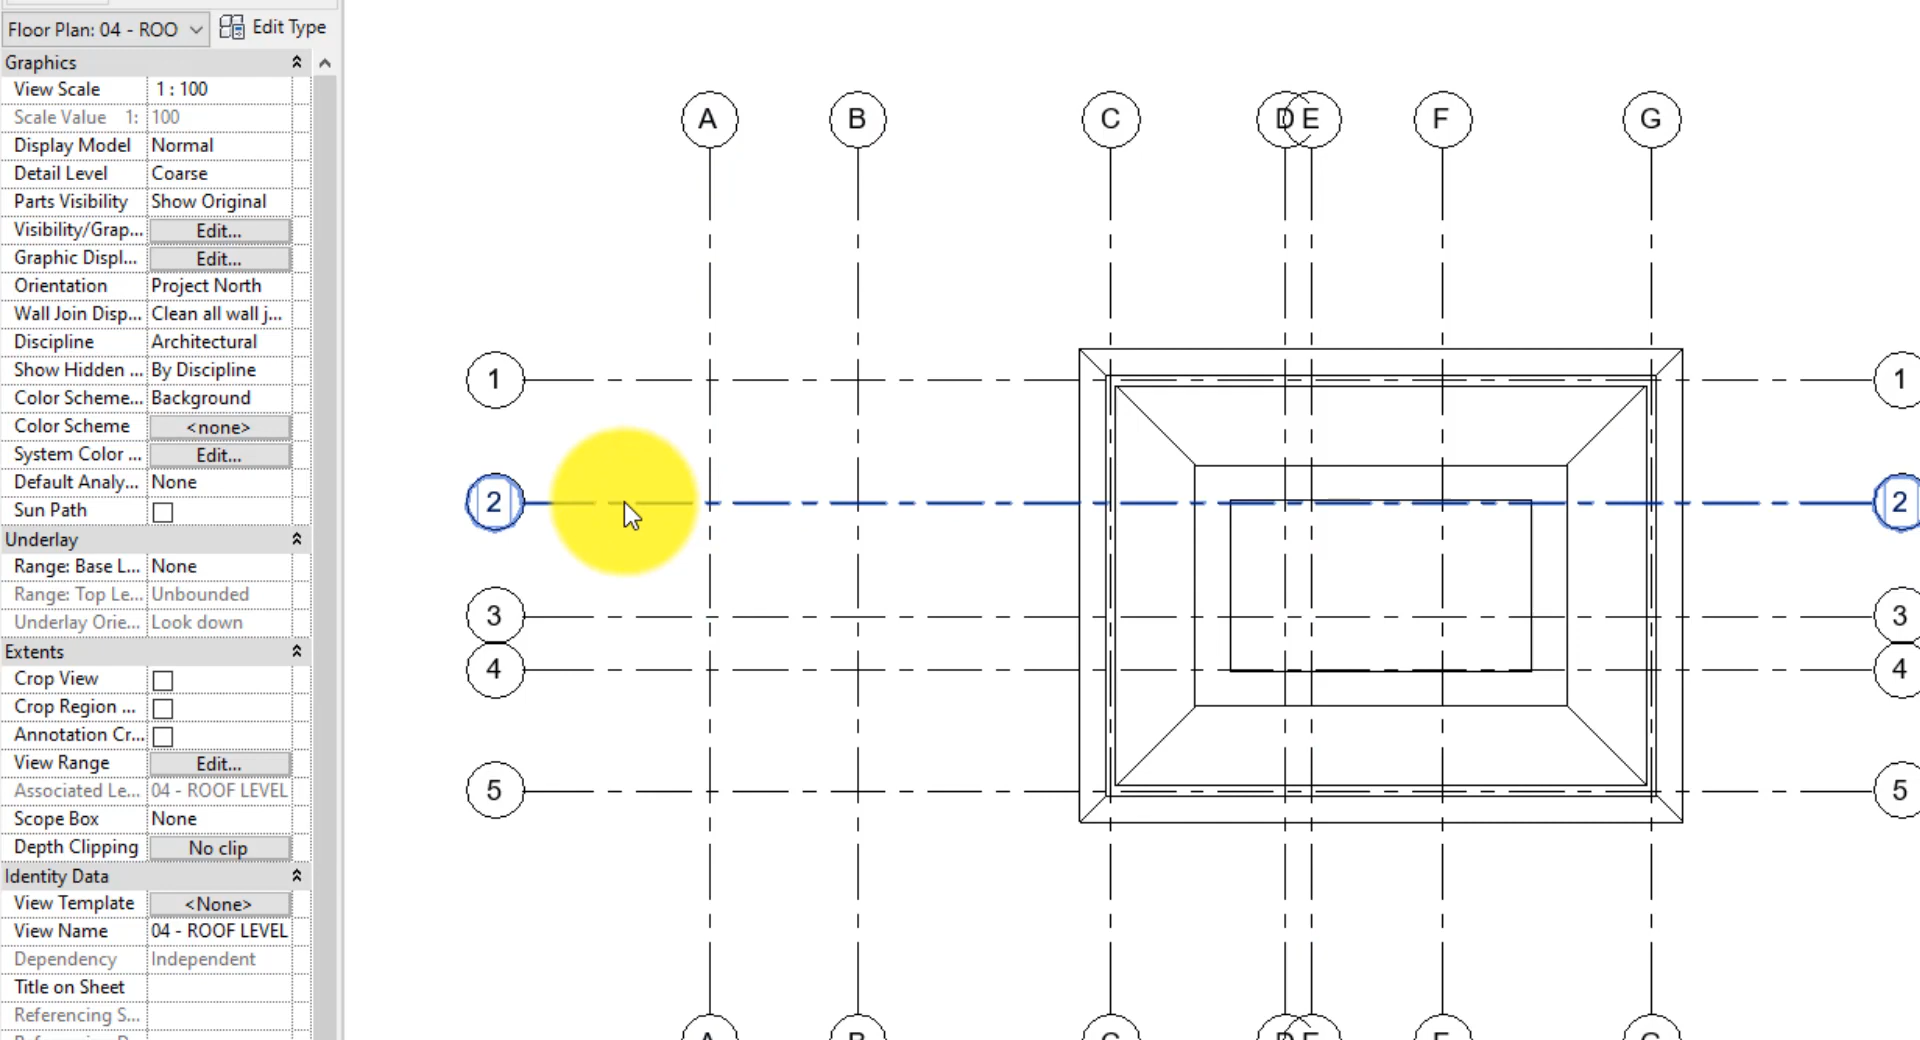 Floor Plan: 04 - ROO Edit Type
Graphics
View Scale 1 : 100
Scale Value 1: 100
Display Model Normal
Detail Level Coarse
Parts Visibility Show Original
Visibility/Grap... Edit...
Graphic Displ... Edit...
Orientation Project North
Wall Join Disp... Clean all wall j...
Discipline Architectural
Show Hidden ... By Discipline
Color Scheme... Background
Color Scheme <none>
System Color ... Edit...
Default Analy... None
Sun Path
Underlay
Range: Base L... None
Range: Top Le... Unbounded
Underlay Orie... Look down
Extents
Crop View
Crop Region ...
Annotation Cr...
View Range Edit...
Associated Le... 04 - ROOF LEVEL
Scope Box None
Depth Clipping No clip
Identity Data
View Template <None>
View Name 04 - ROOF LEVEL
Dependency Independent
Title on Sheet
Referencing S...
A B C D E F G
1 1
2 2
3 3
4 4
5 5
A B C D E F G